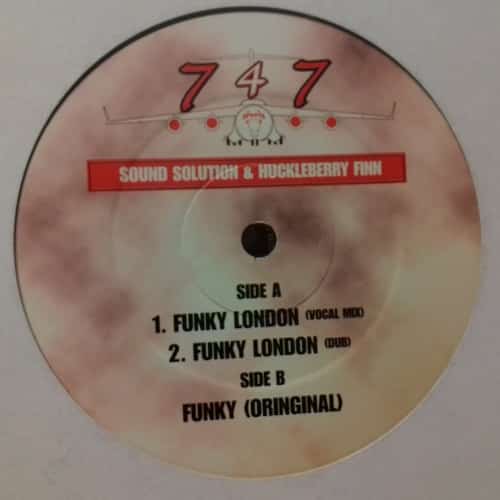 747
SOUND SOLUTION & HUCKLEBERRY FINN
SIDE A
1. FUNKY LONDON (VOCAL MIX)
2. FUNKY LONDON (DUB)
SIDE B
FUNKY (ORINGINAL)